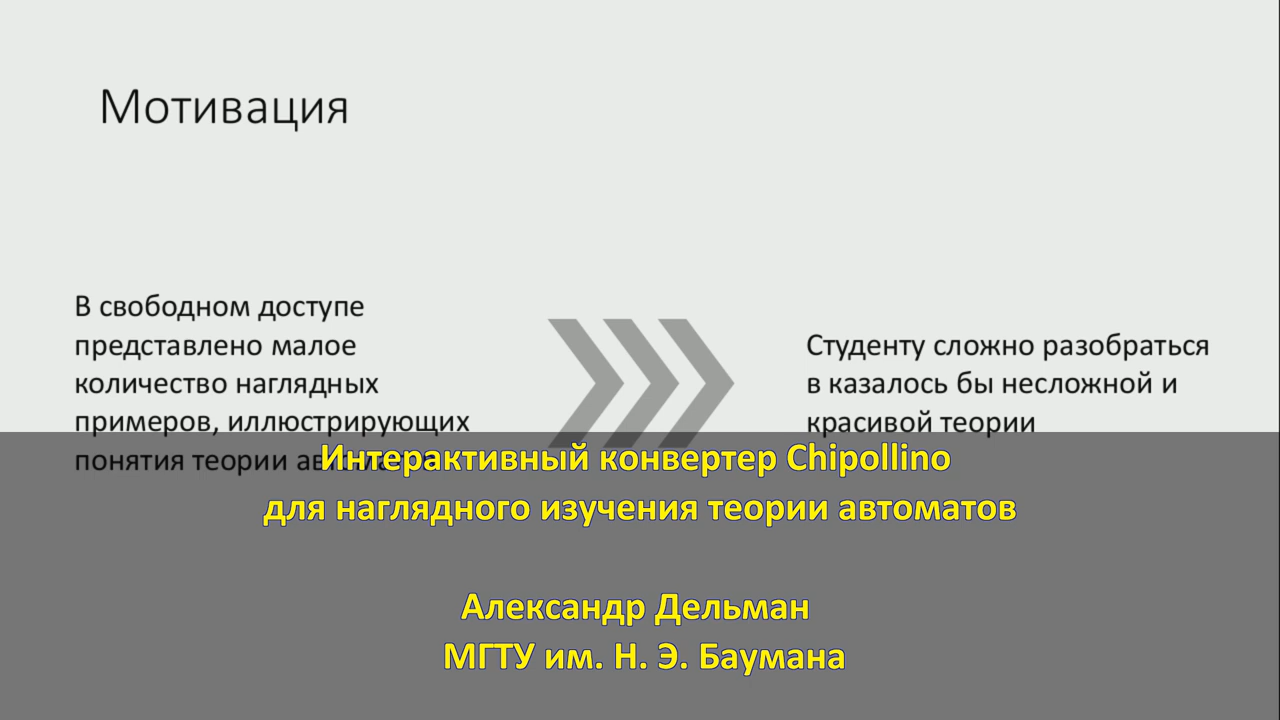 Мотивация
В свободном доступе
представлено малое
количество наглядных
примеров, иллюстрирующих
понятия теории
Студенту сложно разобраться
в казалось бы несложной и
красивой теории
Интерактивный конвертер Chipollino
для наглядного изучения теории автоматов
Александр Дельман
МГТУ им. Н. Э. Баумана